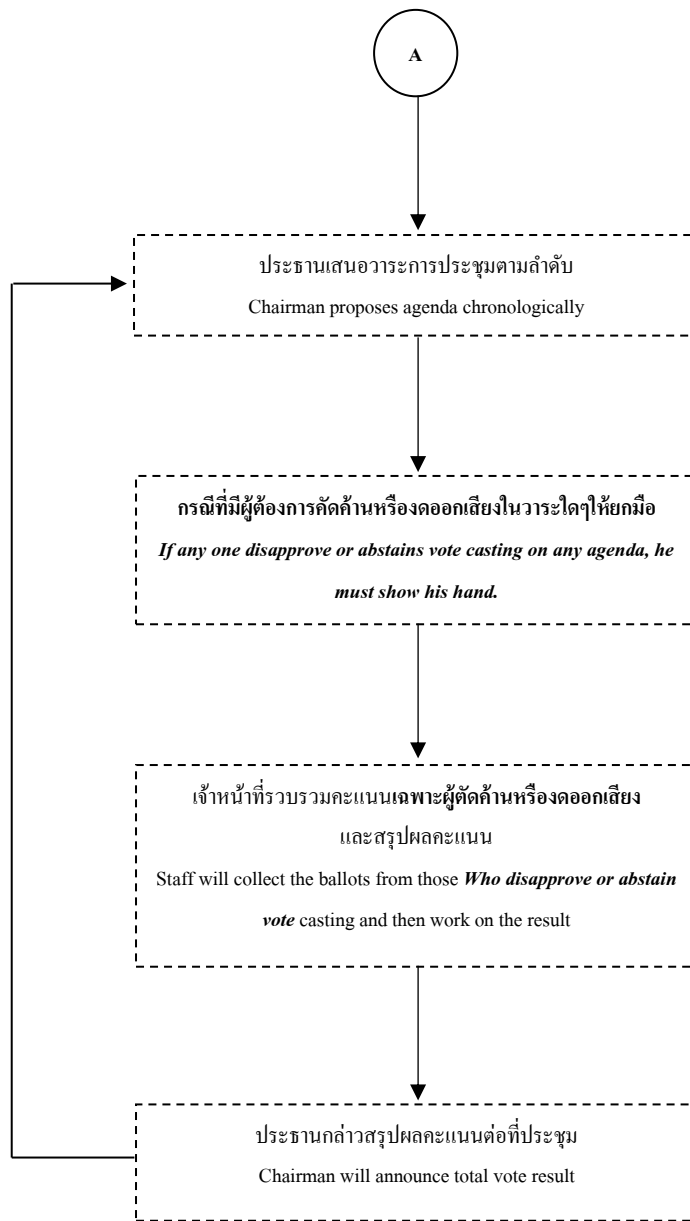 A
ประธานเสนอวาระการประชุมตามลำดับ
Chairman proposes agenda chronologically
กรณีที่มีผู้ต้องการคัดค้านหรืองดออกเสียงในวาระใดๆให้ยกมือ
If any one disapprove or abstains vote casting on any agenda, he
must show his hand.
เจ้าหน้าที่รวบรวมคะแนนเฉพาะผู้ตัดค้านหรืองดออกเสียง
และสรุปผลคะแนน
Staff will collect the ballots from those Who disapprove or abstain
vote casting and then work on the result
ประธานกล่าวสรุปผลคะแนนต่อที่ประชุม
Chairman will announce total vote result